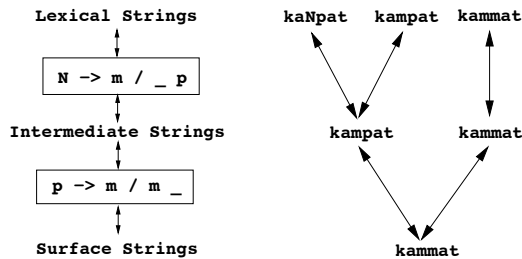 Lexical Strings
N -> m / _ p
Intermediate Strings
p -> m / m _
Surface Strings
kaNpat kampat kammat
kampat kammat
kammat